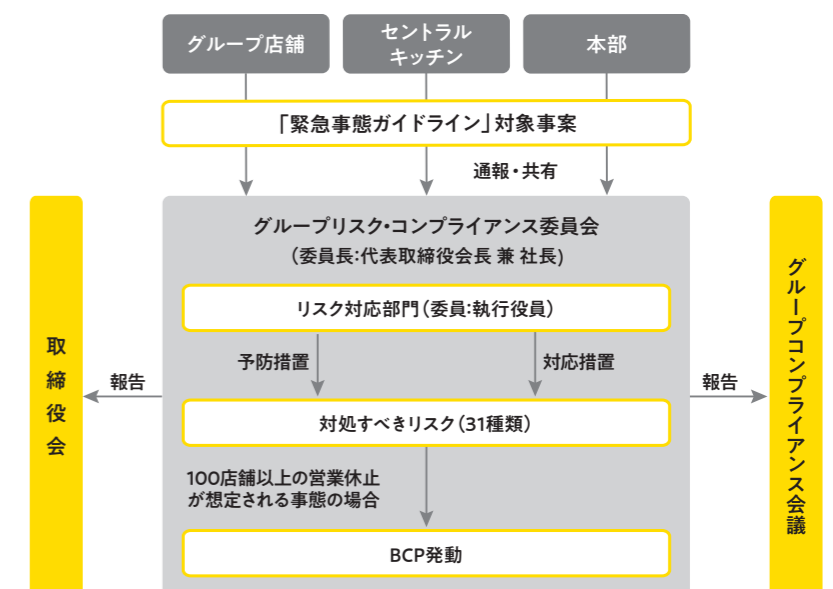 グループ店舗
セントラル
キッチン
本部
「緊急事態ガイドライン」対象事案
通報・共有
グループリスク・コンプライアンス委員会
(委員長:代表取締役会長 兼 社長)
リスク対応部門(委員:執行役員)
予防措置
対応措置
取締役会
報告
報告
グループコンプライアンス会議
対処すべきリスク(31種類)
100店舗以上の営業休止
が想定される事態の場合
BCP発動